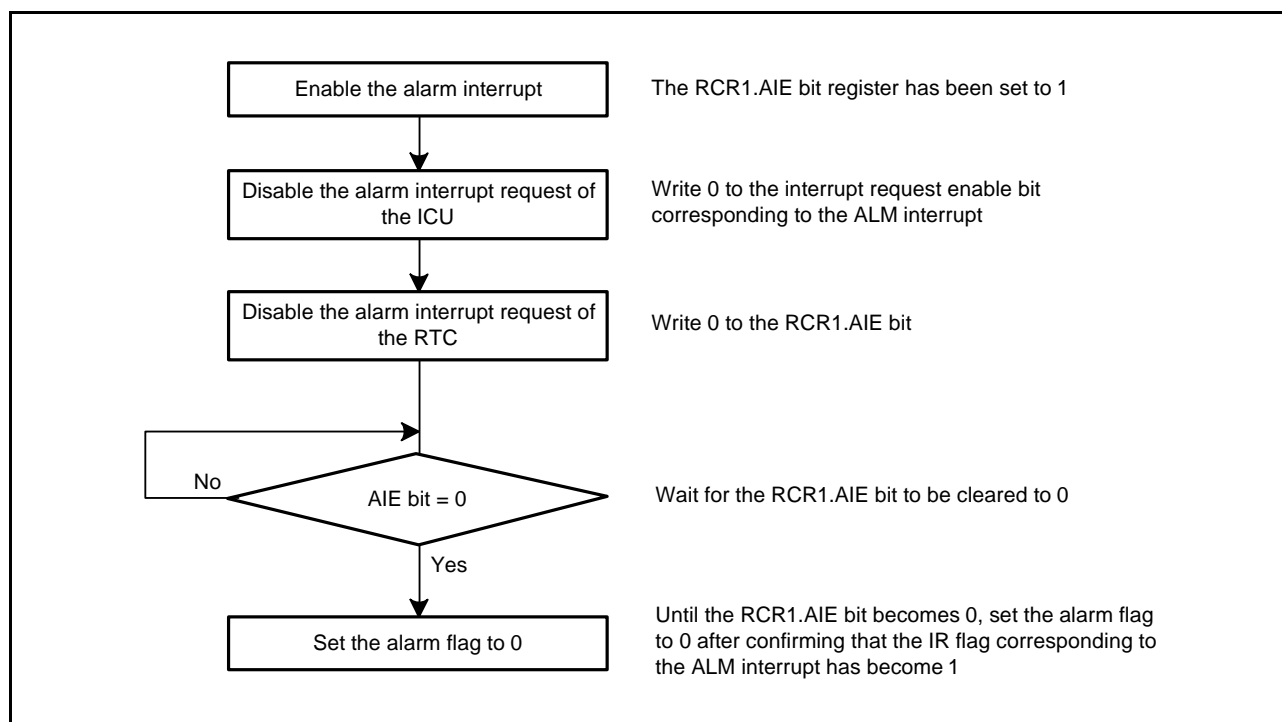 Enable the alarm interrupt
The RCR1.AIE bit register has been set to 1
Disable the alarm interrupt request of
the ICU
Write 0 to the interrupt request enable bit
corresponding to the ALM interrupt
Disable the alarm interrupt request of
the RTC
Write 0 to the RCR1.AIE bit
No
AIE bit = 0
Wait for the RCR1.AIE bit to be cleared to 0
Yes
Set the alarm flag to 0
Until the RCR1.AIE bit becomes 0, set the alarm flag
to 0 after confirming that the IR flag corresponding to
the ALM interrupt has become 1